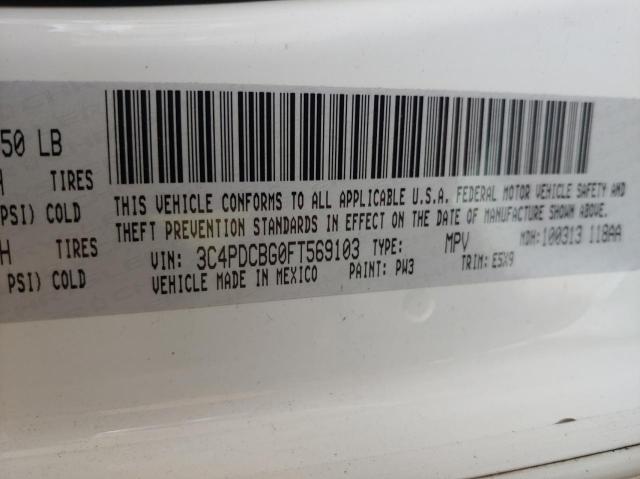 50 LB
H TIRES
PSI) COLD
H TIRES
PSI) COLD
THIS VEHICLE CONFORMS TO ALL APPLICABLE U.S.A. FEDERAL MOTOR VEHICLE SAFETY AND
THEFT PREVENTION STANDARDS IN EFFECT ON THE DATE OF MANUFACTURE SHOWN ABOVE.
VIN: 3C4PDCBG0FT569103 TYPE: MPV MDH: 100313 118AA
VEHICLE MADE IN MEXICO PAINT: PW3 TRIM: E5X9